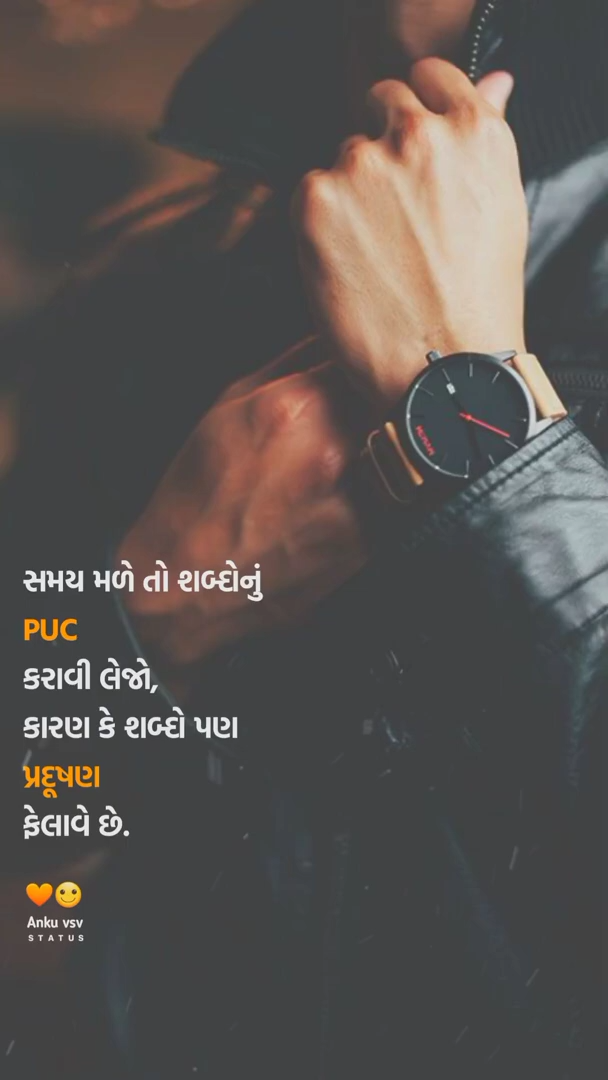 સમય મળે તો શબ્દોનું
PUC
કરાવી લેજો,
કારણ કે શબ્દો પણ
પ્રદૂષણ
ફેલાવે છે.
🧡🙂
Anku vsv
STATUS